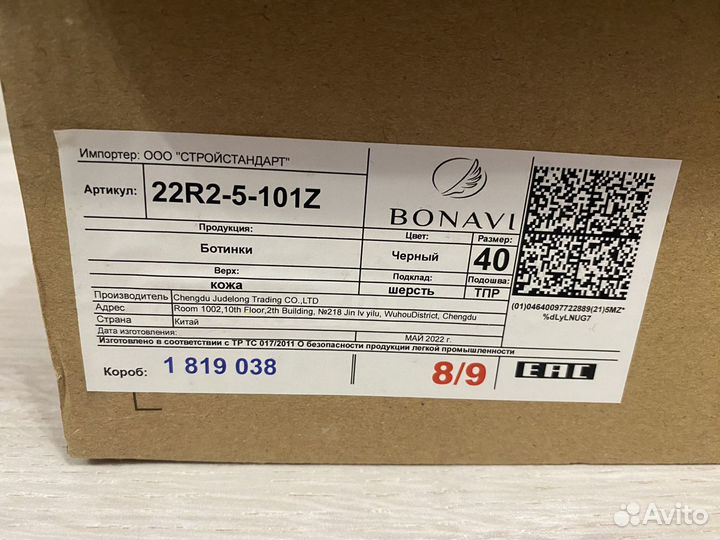 Импортер: ООО "СТРОЙСТАНДАРТ"
Артикул: 22R2-5-101Z
BONAVI
Продукция: Цвет: Размер:
Ботинки Черный 40
Верх: Подклад: Подошва:
кожа шерсть ТПР
Производитель Chengdu Judelong Trading CO.,LTD
Адрес Room 1002,10th Floor,2th Building, №218 Jin lv yilu, WuhouDistrict, Chengdu
Страна Китай
Дата изготовления: МАЙ 2022 г.
Изготовлено в соответствии с ТР ТС 017/2011 О безопасности продукции легкой промышленности
Короб: 1 819 038 8/9 EAC
(01)04640097722889(21)5MZ*
%dLyLNUG7
Avito